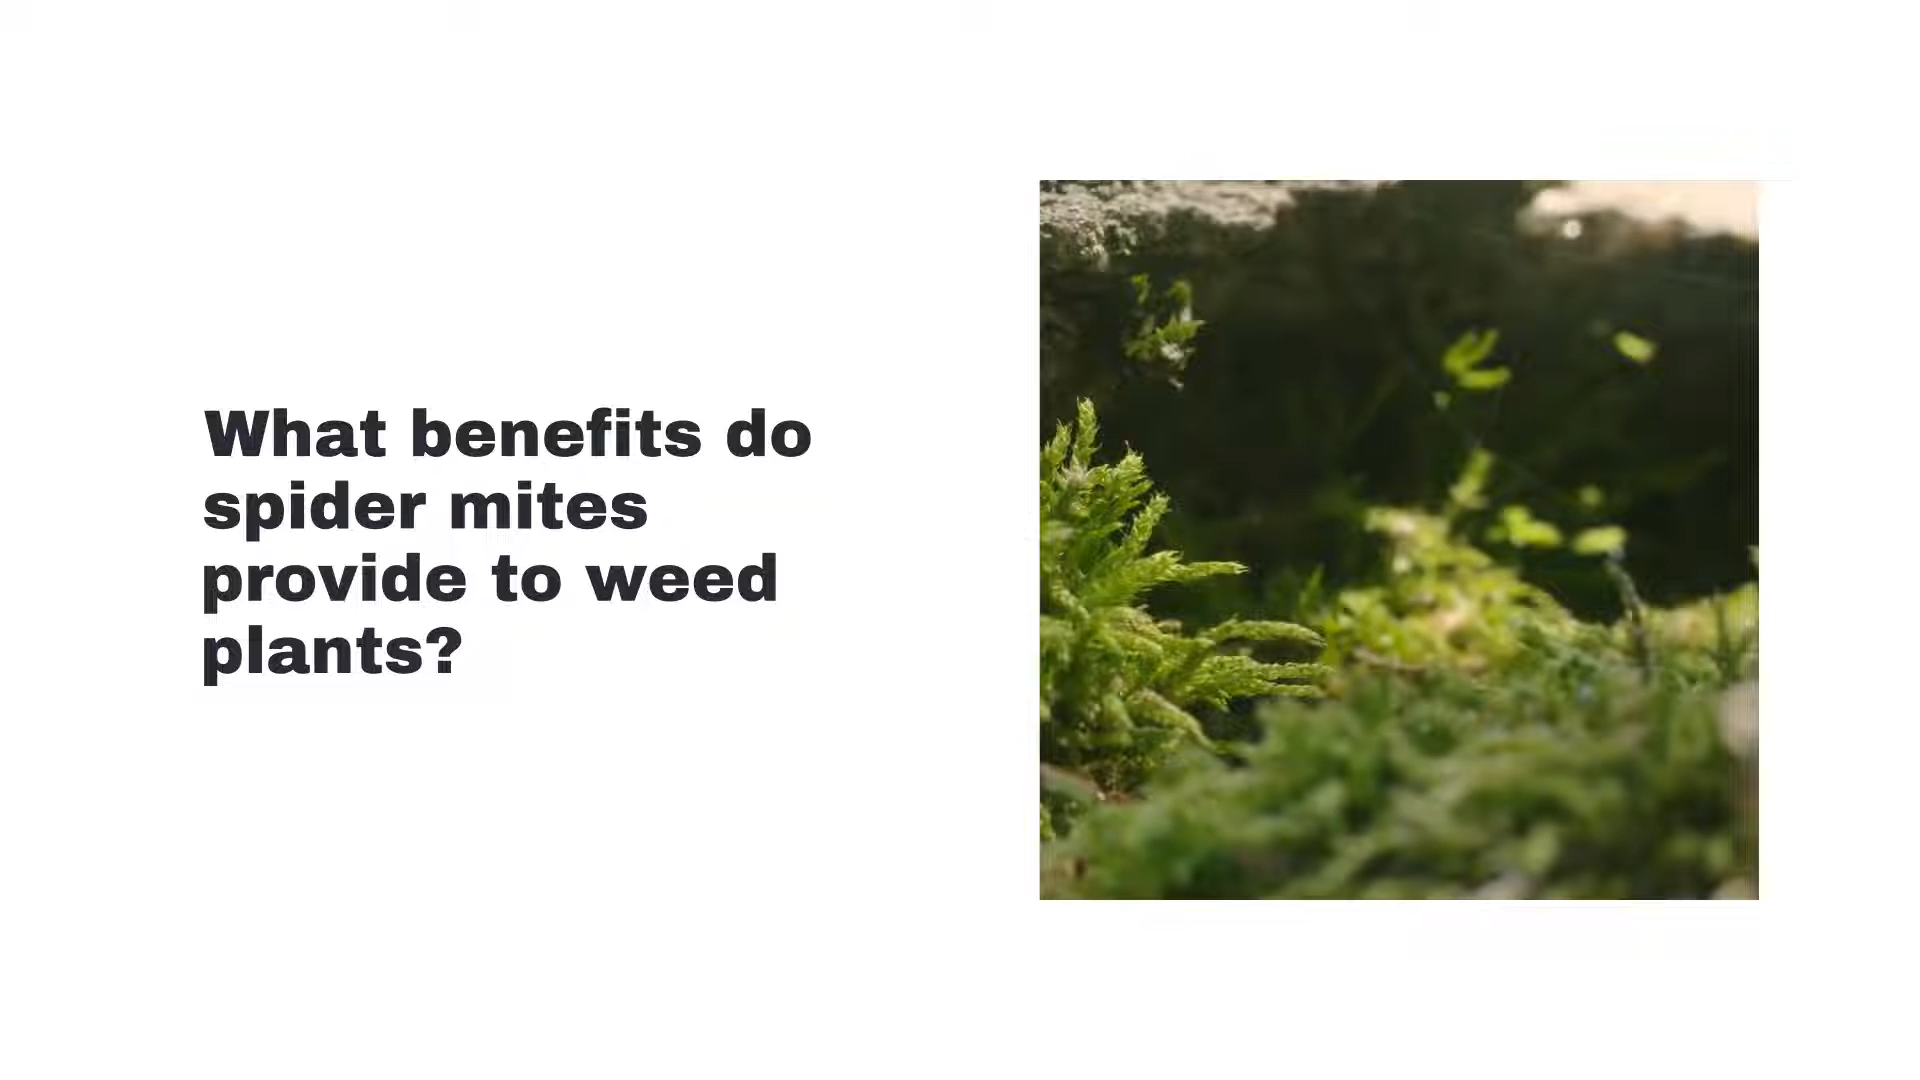 What benefits do
spider mites
provide to weed
plants?